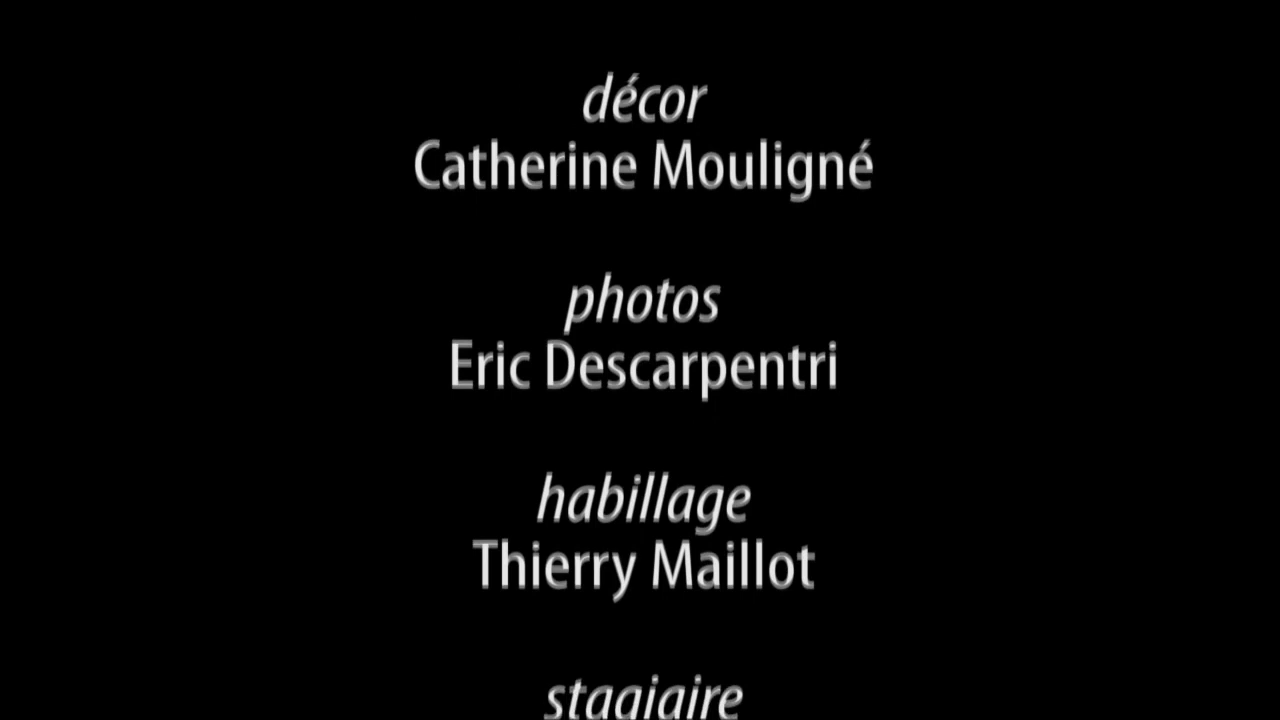 décor
Catherine Mouligné
photos
Eric Descarpentri
habillage
Thierry Maillot
stagiaire